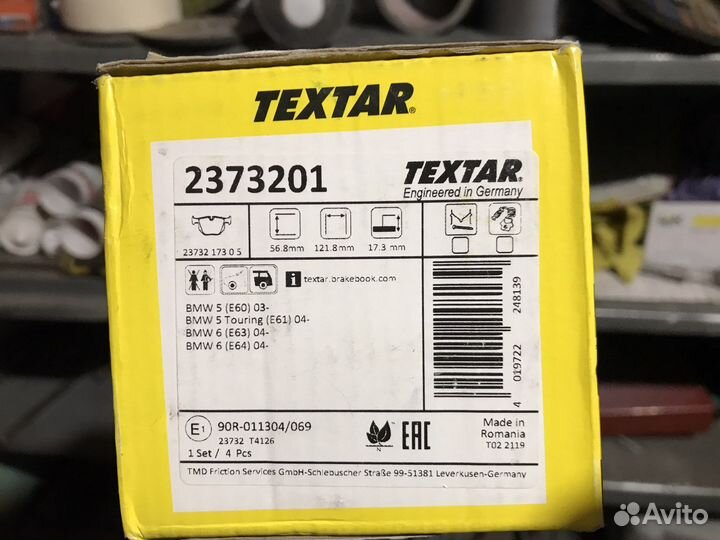 TEXTAR®
2373201
TEXTAR®
Engineered in Germany
23732 173 0 5
56.8mm
121.8mm
17.3 mm
i textar.brakebook.com
BMW 5 (E60) 03-
BMW 5 Touring (E61) 04-
BMW 6 (E63) 04-
BMW 6 (E64) 04-
4 019722 248139
E1 90R-011304/069
23732 T4126
1 Set / 4 Pcs
N
EAC
Made in
Romania
T02 2119
TMD Friction Services GmbH-Schlebuscher Straße 99-51381 Leverkusen-Germany
Avito